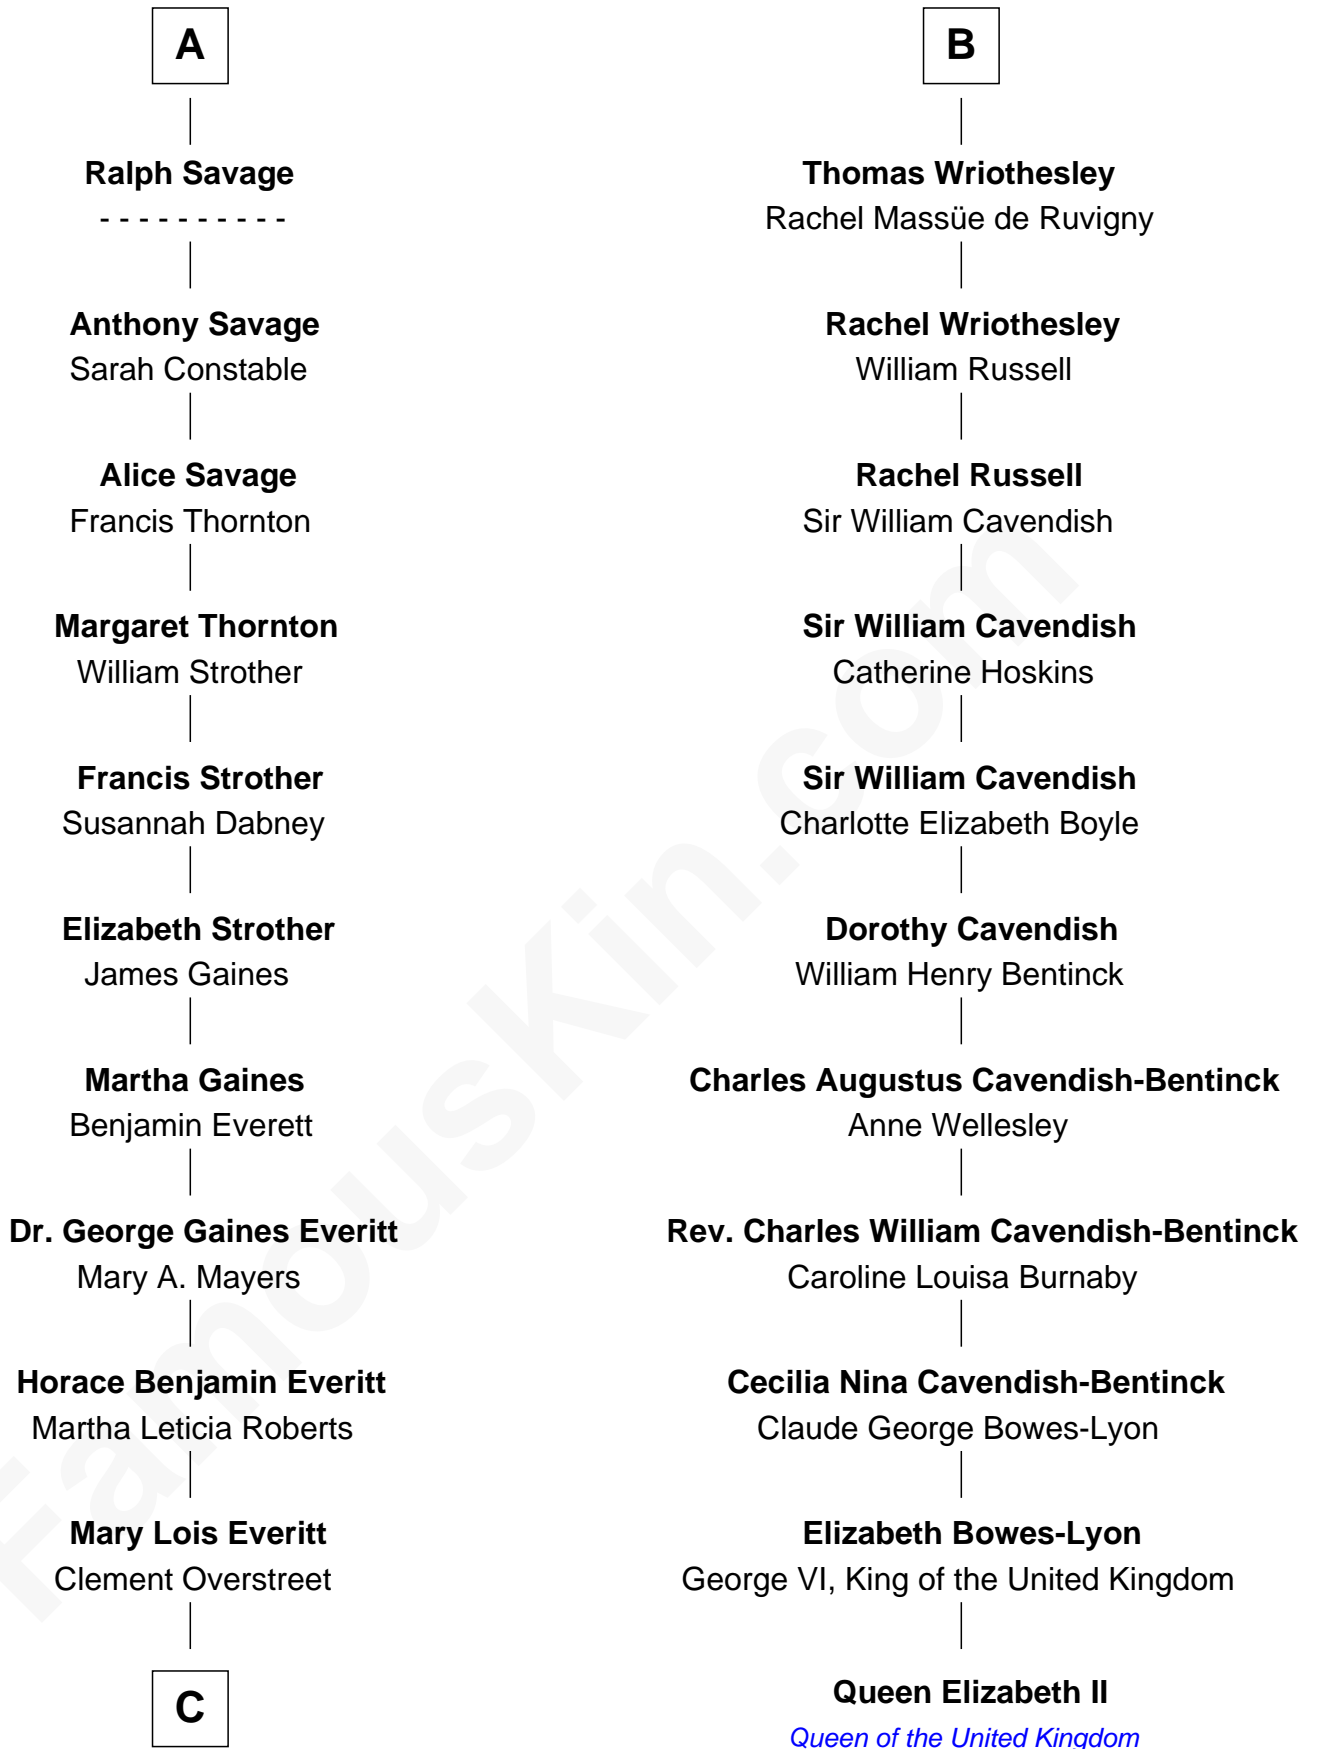 A
Ralph Savage
- - - - - - - - - -
Anthony Savage
Sarah Constable
Alice Savage
Francis Thornton
Margaret Thornton
William Strother
Francis Strother
Susannah Dabney
Elizabeth Strother
James Gaines
Martha Gaines
Benjamin Everett
Dr. George Gaines Everitt
Mary A. Mayers
Horace Benjamin Everitt
Martha Leticia Roberts
Mary Lois Everitt
Clement Overstreet
C
B
Thomas Wriothesley
Rachel Massüe de Ruvigny
Rachel Wriothesley
William Russell
Rachel Russell
Sir William Cavendish
Sir William Cavendish
Catherine Hoskins
Sir William Cavendish
Charlotte Elizabeth Boyle
Dorothy Cavendish
William Henry Bentinck
Charles Augustus Cavendish-Bentinck
Anne Wellesley
Rev. Charles William Cavendish-Bentinck
Caroline Louisa Burnaby
Cecilia Nina Cavendish-Bentinck
Claude George Bowes-Lyon
Elizabeth Bowes-Lyon
George VI, King of the United Kingdom
Queen Elizabeth II
Queen of the United Kingdom
FamousKin.com